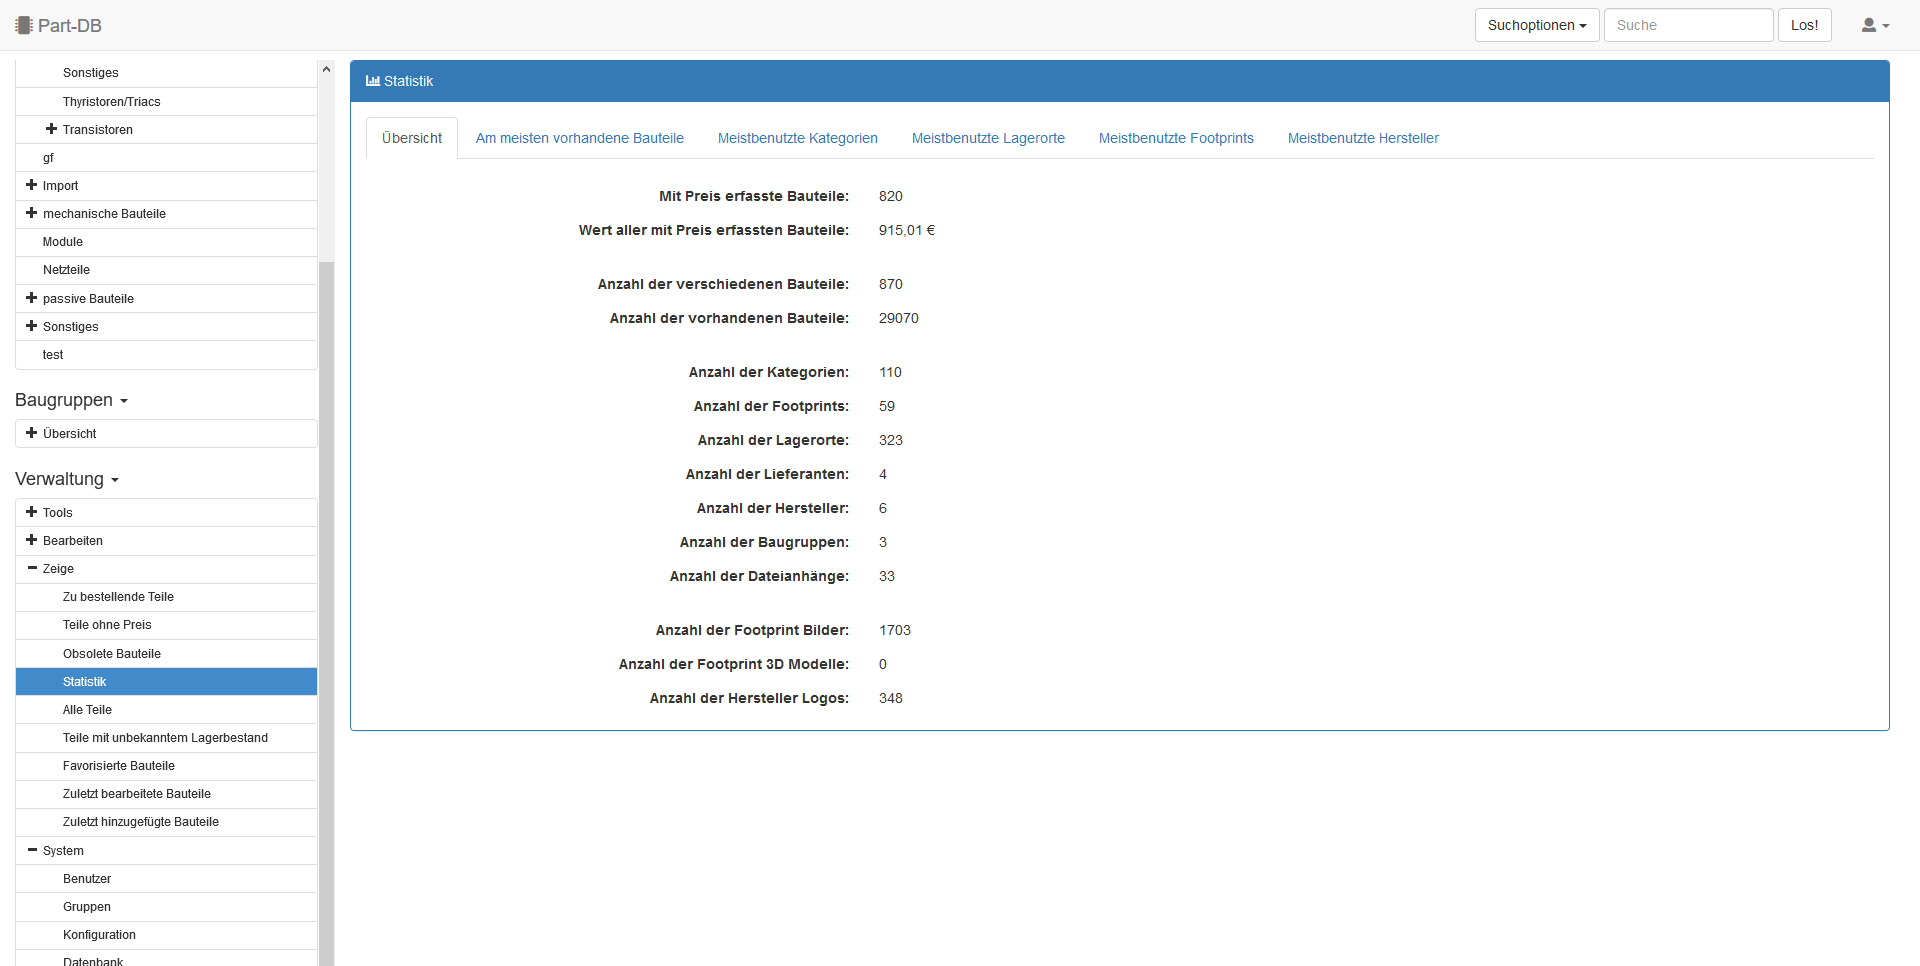 Part-DB
Suchoptionen
Suche
Los!
Sonstiges
Thyristoren/Triacs
Transistoren
gf
Import
mechanische Bauteile
Module
Netzteile
passive Bauteile
Sonstiges
test
Baugruppen
Übersicht
Verwaltung
Tools
Bearbeiten
Zeige
Zu bestellende Teile
Teile ohne Preis
Obsolete Bauteile
Statistik
Alle Teile
Teile mit unbekanntem Lagerbestand
Favorisierte Bauteile
Zuletzt bearbeitete Bauteile
Zuletzt hinzugefügte Bauteile
System
Benutzer
Gruppen
Konfiguration
Datenbank
Statistik
Übersicht Am meisten vorhandene Bauteile Meistbenutzte Kategorien Meistbenutzte Lagerorte Meistbenutzte Footprints Meistbenutzte Hersteller
Mit Preis erfasste Bauteile: 820
Wert aller mit Preis erfassten Bauteile: 915,01 €
Anzahl der verschiedenen Bauteile: 870
Anzahl der vorhandenen Bauteile: 29070
Anzahl der Kategorien: 110
Anzahl der Footprints: 59
Anzahl der Lagerorte: 323
Anzahl der Lieferanten: 4
Anzahl der Hersteller: 6
Anzahl der Baugruppen: 3
Anzahl der Dateianhänge: 33
Anzahl der Footprint Bilder: 1703
Anzahl der Footprint 3D Modelle: 0
Anzahl der Hersteller Logos: 348